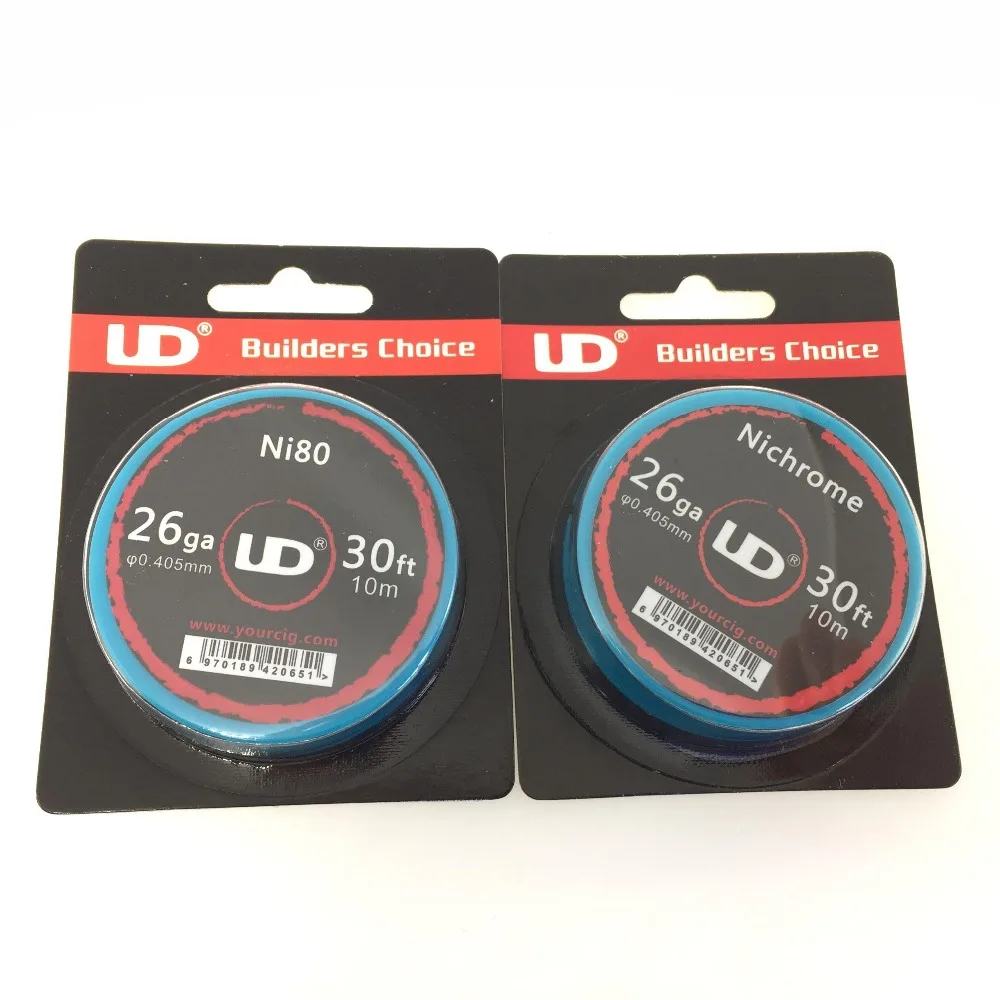 UD®
Builders Choice
Ni80
26ga
φ0.405mm
UD®
30ft
10m
www.yourcig.com
6 970189 420651 >
UD®
Builders Choice
Nichrome
26ga
φ0.405mm
UD®
30ft
10m
www.yourcig.com
6 970189 420651 >